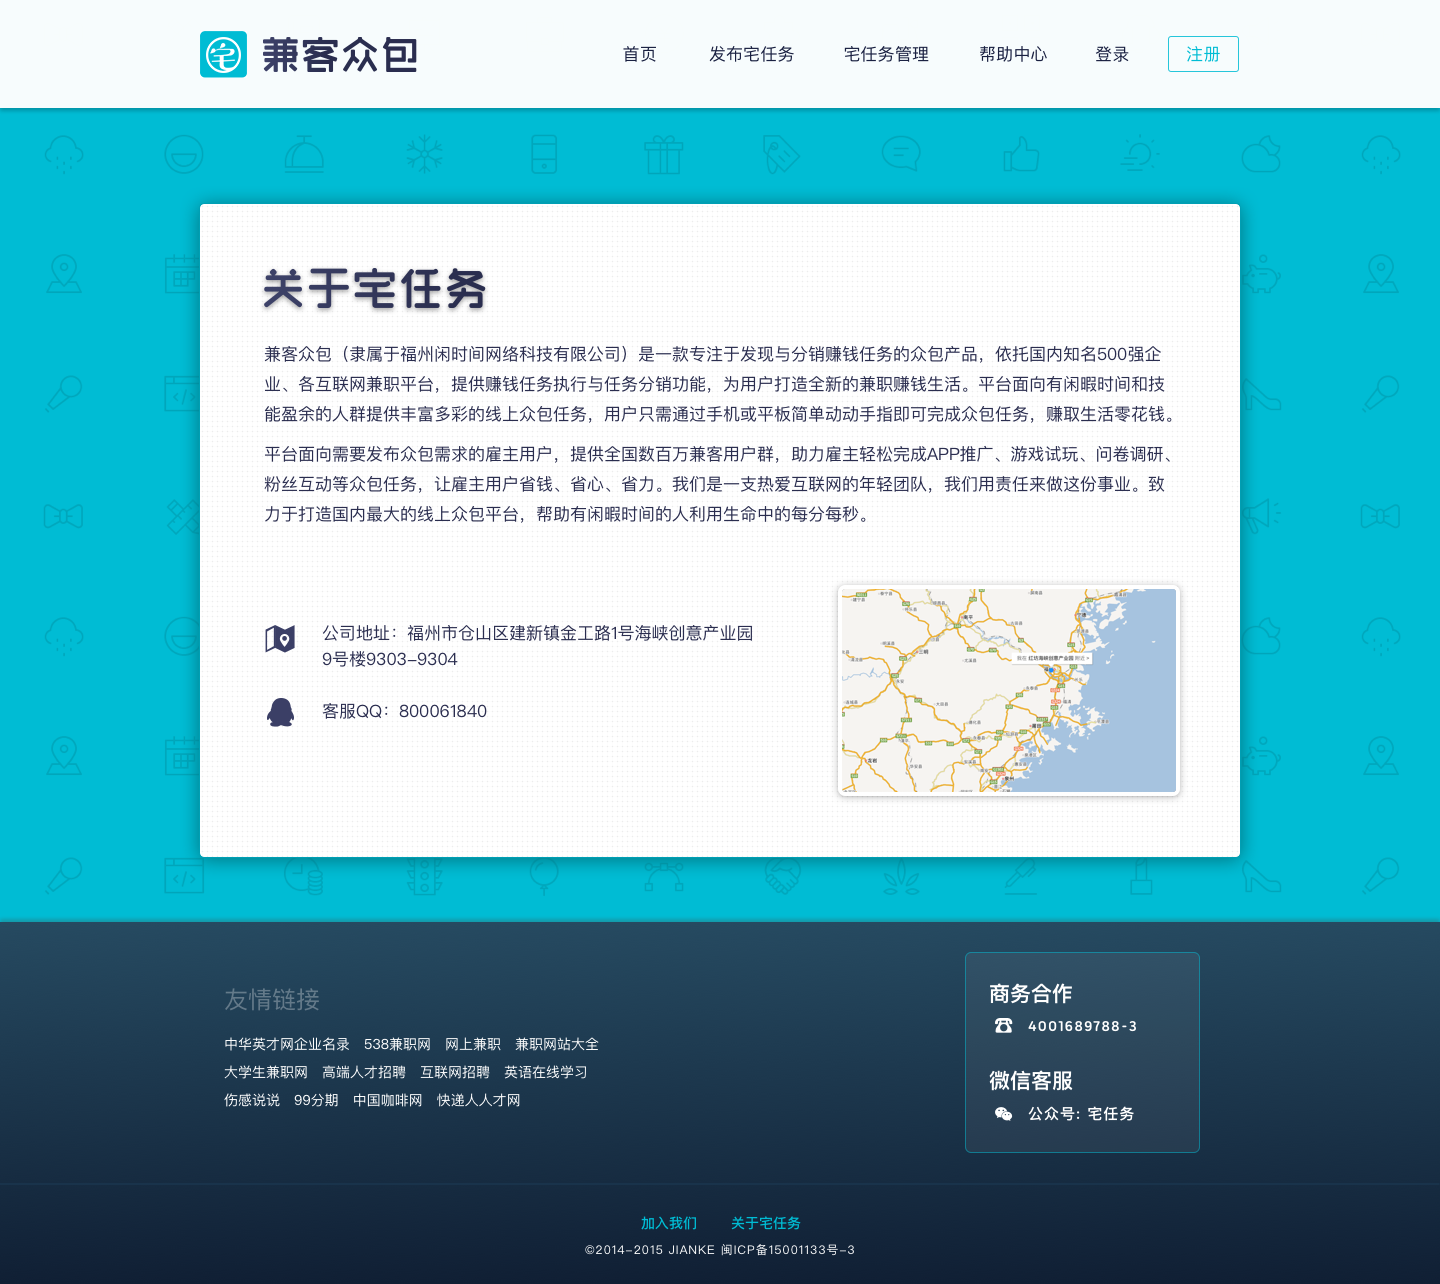 宅 兼客众包
首页 发布宅任务 宅任务管理 帮助中心 登录 注册
关于宅任务
兼客众包（隶属于福州闲时间网络科技有限公司）是一款专注于发现与分销赚钱任务的众包产品，依托国内知名500强企
业、各互联网兼职平台，提供赚钱任务执行与任务分销功能，为用户打造全新的兼职赚钱生活。平台面向有闲暇时间和技
能盈余的人群提供丰富多彩的线上众包任务，用户只需通过手机或平板简单动动手指即可完成众包任务，赚取生活零花钱。
平台面向需要发布众包需求的雇主用户，提供全国数百万兼客用户群，助力雇主轻松完成APP推广、游戏试玩、问卷调研、
粉丝互动等众包任务，让雇主用户省钱、省心、省力。我们是一支热爱互联网的年轻团队，我们用责任来做这份事业。致
力于打造国内最大的线上众包平台，帮助有闲暇时间的人利用生命中的每分每秒。
公司地址：福州市仓山区建新镇金工路1号海峡创意产业园
9号楼9303-9304
客服QQ：800061840
红坊海峡创意产业园 附近
友情链接
中华英才网企业名录 538兼职网 网上兼职 兼职网站大全
大学生兼职网 高端人才招聘 互联网招聘 英语在线学习
伤感说说 99分期 中国咖啡网 快递人人才网
商务合作
4001689788-3
微信客服
公众号: 宅任务
加入我们 关于宅任务
©2014-2015 JIANKE 闽ICP备15001133号-3